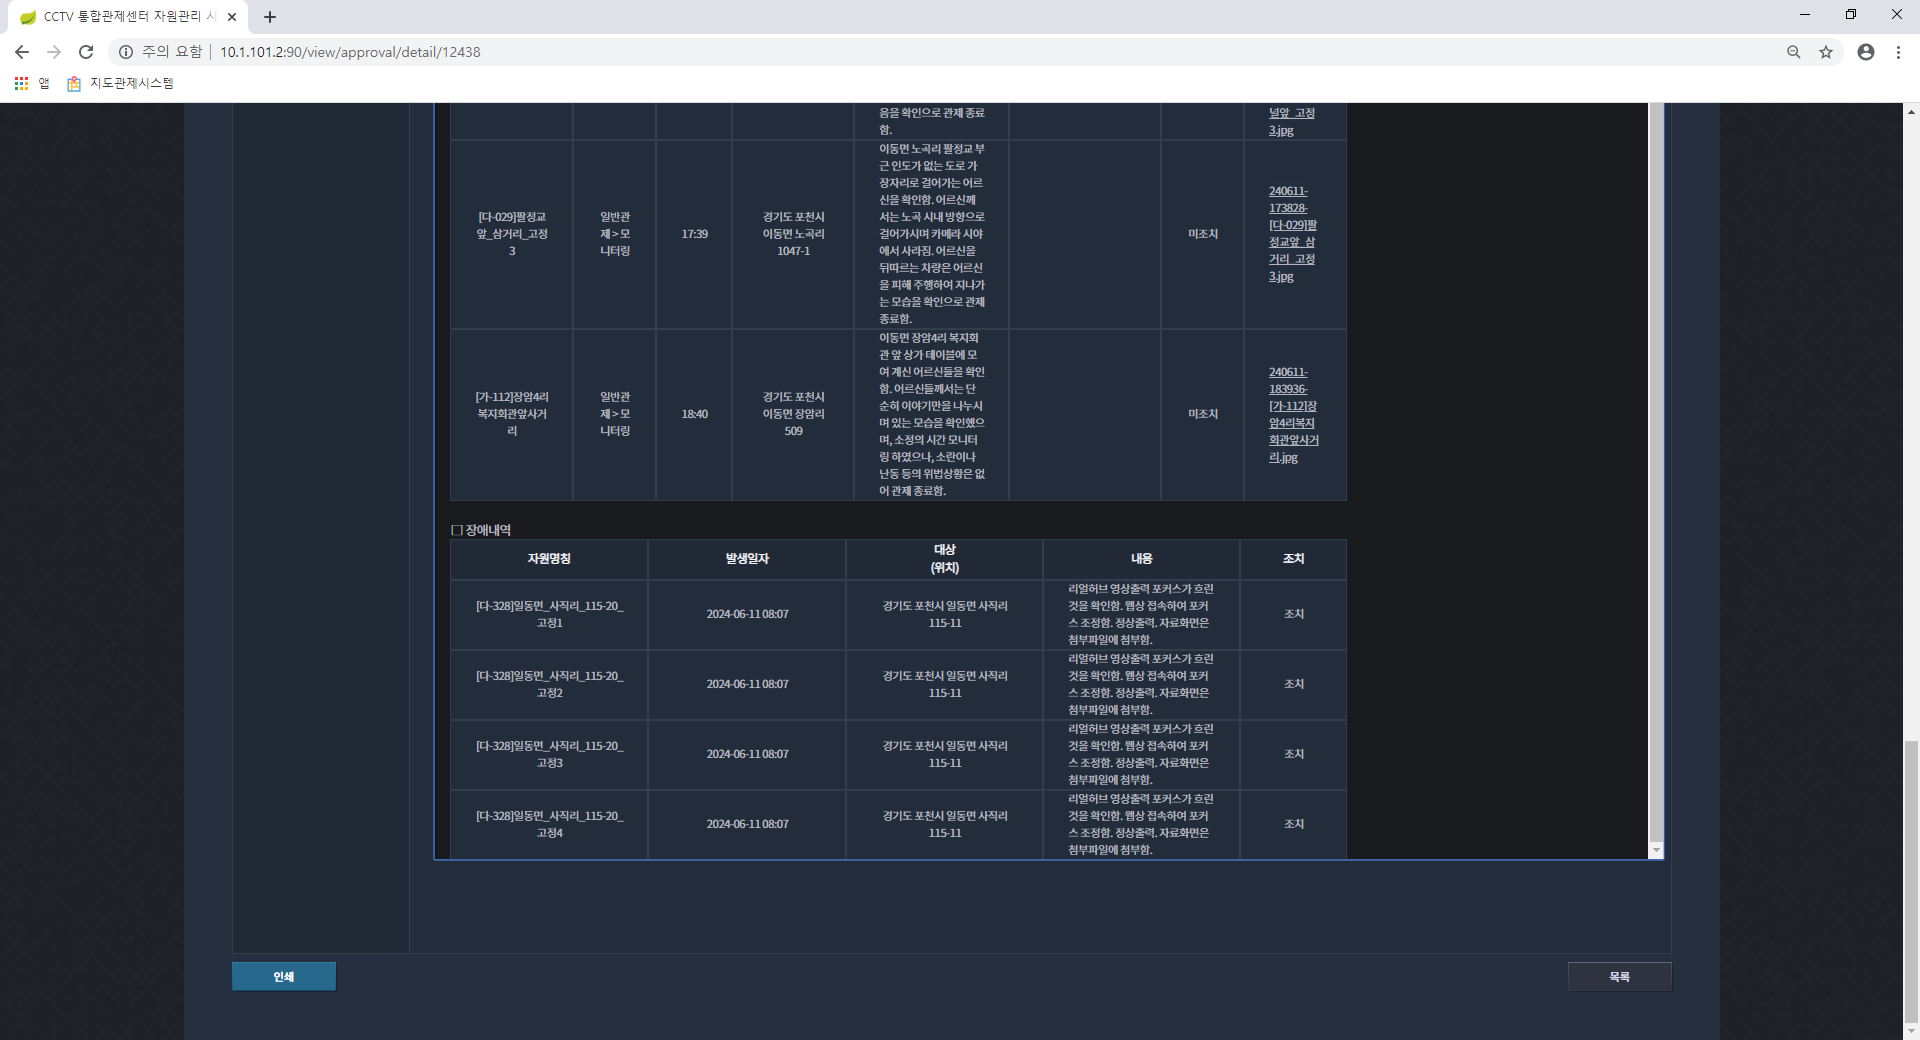 CCTV 통합관제센터 자원관리 시
주의 요함
10.1.101.2:90/view/approval/detail/12438
앱
지도관제시스템
음을 확인으로 관제 종료
함.
널앞_고정
3.jpg
[다-029]팔정교
앞_삼거리_고정
3
일반관
제 > 모
니터링
17:39
경기도 포천시
이동면 노곡리
1047-1
이동면 노곡리 팔정교 부
근 인도가 없는 도로 가
장자리로 걸어가는 어르
신을 확인함. 어르신께
서는 노곡 시내 방향으로
걸어가시며 카메라 시야
에서 사라짐. 어르신을
뒤따르는 차량은 어르신
을 피해 주행하여 지나가
는 모습을 확인으로 관제
종료함.
미조치
240611-
173828-
[다-029]팔
정교앞_삼
거리_고정
3.jpg
[가-112]장암4리
복지회관앞사거
리
일반관
제 > 모
니터링
18:40
경기도 포천시
이동면 장암리
509
이동면 장암4리 복지회
관 앞 상가 테이블에 모
여 계신 어르신들을 확인
함. 어르신들께서는 단
순히 이야기만을 나누시
며 있는 모습을 확인했으
며, 소정의 시간 모니터
링 하였으나, 소란이나
난동 등의 위법상황은 없
어 관제 종료함.
미조치
240611-
183936-
[가-112]장
암4리복지
회관앞사거
리.jpg
□ 장애내역
자원명칭
발생일자
대상
(위치)
내용
조치
[다-328]일동면_사직리_115-20_
고정1
2024-06-11 08:07
경기도 포천시 일동면 사직리
115-11
리얼허브 영상출력 포커스가 흐린
것을 확인함. 웹상 접속하여 포커
스 조정함. 정상출력. 자료화면은
첨부파일에 첨부함.
조치
[다-328]일동면_사직리_115-20_
고정2
2024-06-11 08:07
경기도 포천시 일동면 사직리
115-11
리얼허브 영상출력 포커스가 흐린
것을 확인함. 웹상 접속하여 포커
스 조정함. 정상출력. 자료화면은
첨부파일에 첨부함.
조치
[다-328]일동면_사직리_115-20_
고정3
2024-06-11 08:07
경기도 포천시 일동면 사직리
115-11
리얼허브 영상출력 포커스가 흐린
것을 확인함. 웹상 접속하여 포커
스 조정함. 정상출력. 자료화면은
첨부파일에 첨부함.
조치
[다-328]일동면_사직리_115-20_
고정4
2024-06-11 08:07
경기도 포천시 일동면 사직리
115-11
리얼허브 영상출력 포커스가 흐린
것을 확인함. 웹상 접속하여 포커
스 조정함. 정상출력. 자료화면은
첨부파일에 첨부함.
조치
인쇄
목록